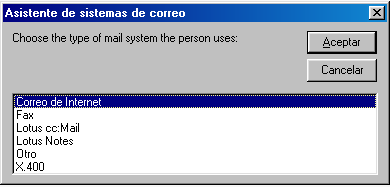 Asistente de sistemas de correo
Choose the type of mail system the person uses:
Aceptar
Cancelar
Correo de Internet
Fax
Lotus cc:Mail
Lotus Notes
Otro
X.400